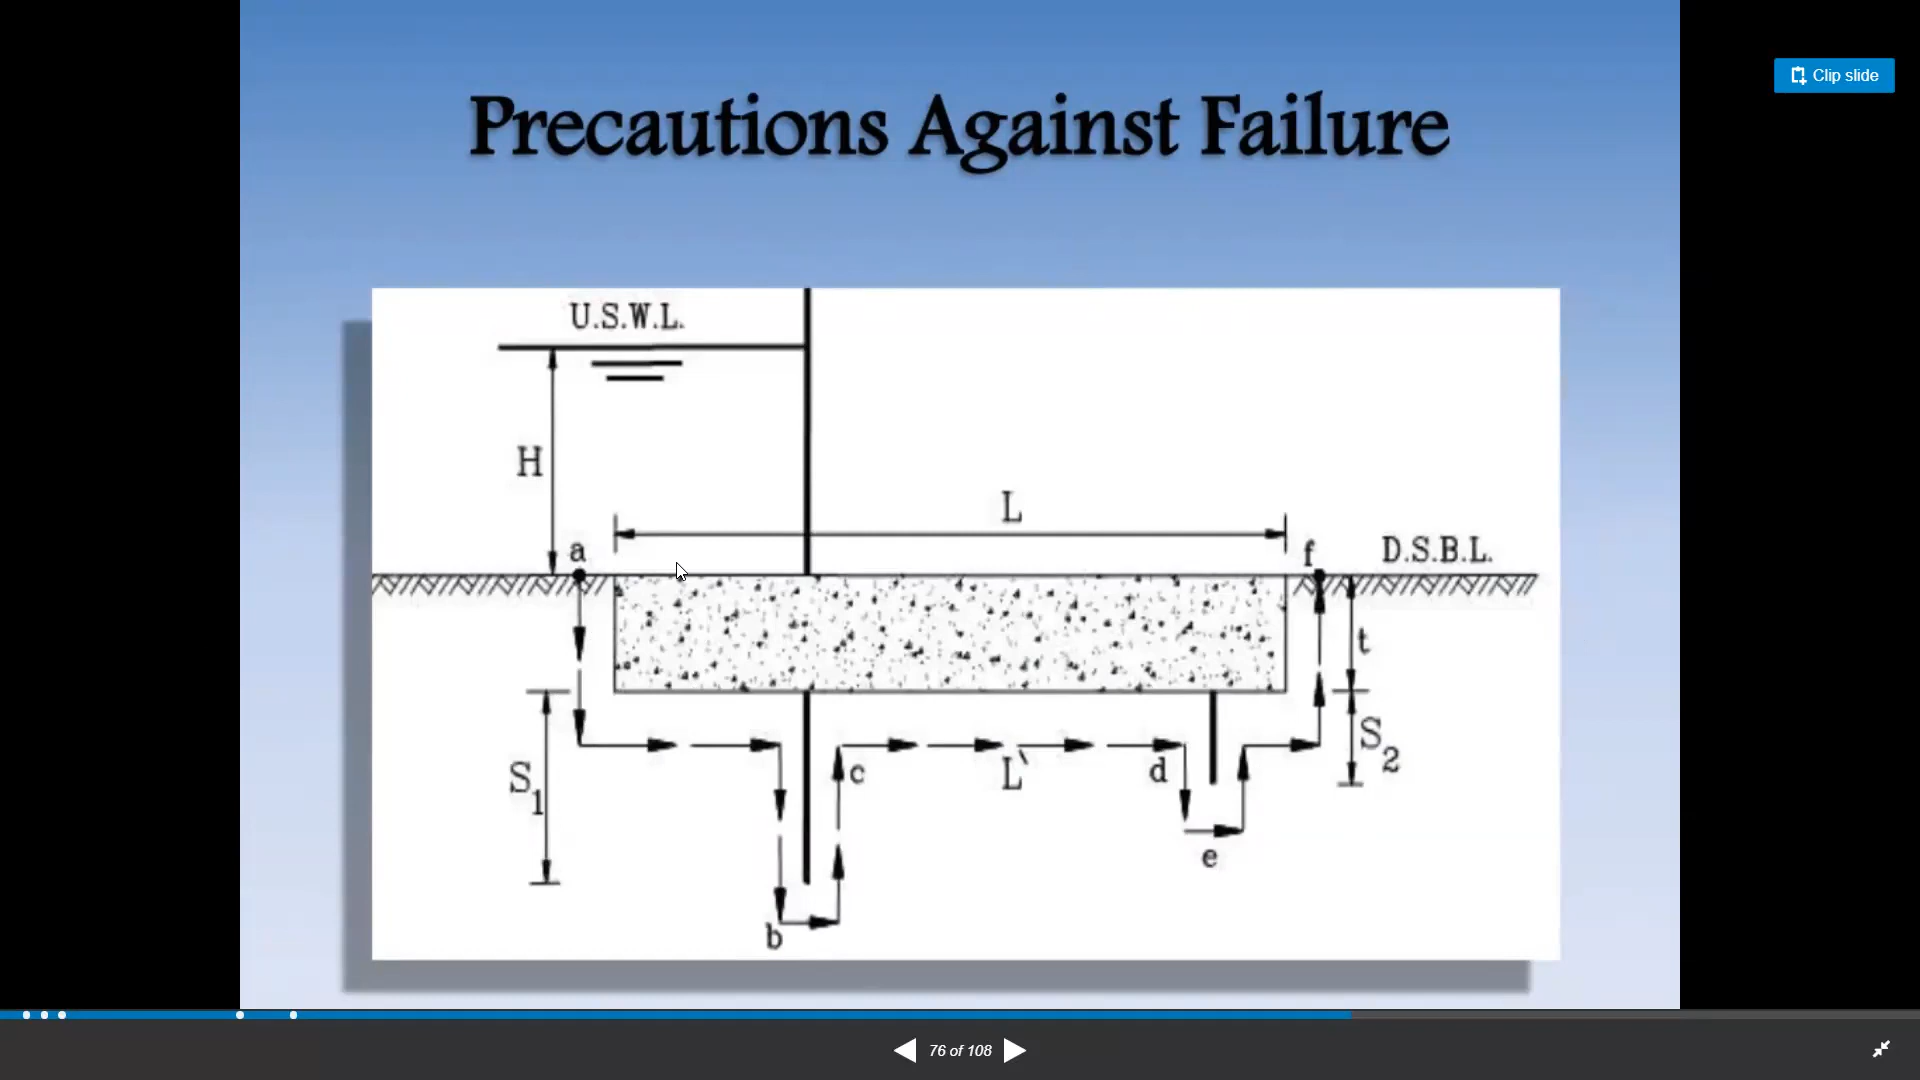 Clip slide
Precautions Against Failure
U.S.W.L.
H
L
a
f
D.S.B.L.
t
S1
c
L`
d
S2
e
b
76 of 108